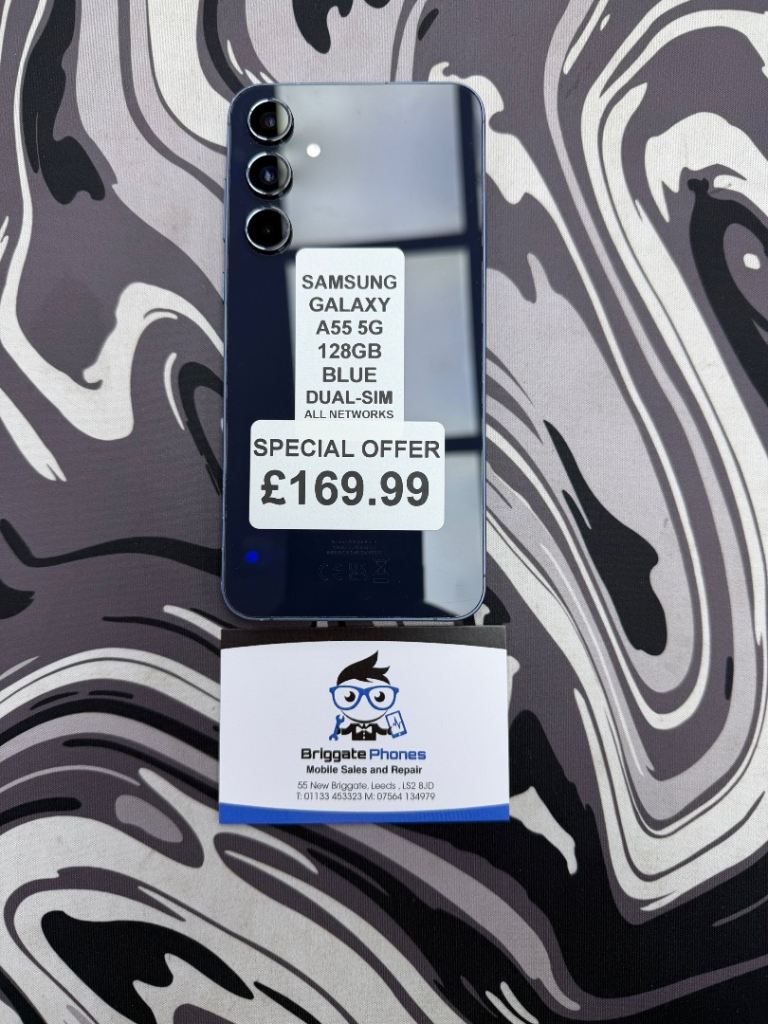 SAMSUNG
GALAXY
A55 5G
128GB
BLUE
DUAL-SIM
ALL NETWORKS
SPECIAL OFFER
£169.99
Briggate Phones
Mobile Sales and Repair
55 New Briggate, Leeds , LS2 8JD
T: 01133 453323 M: 07564 134979